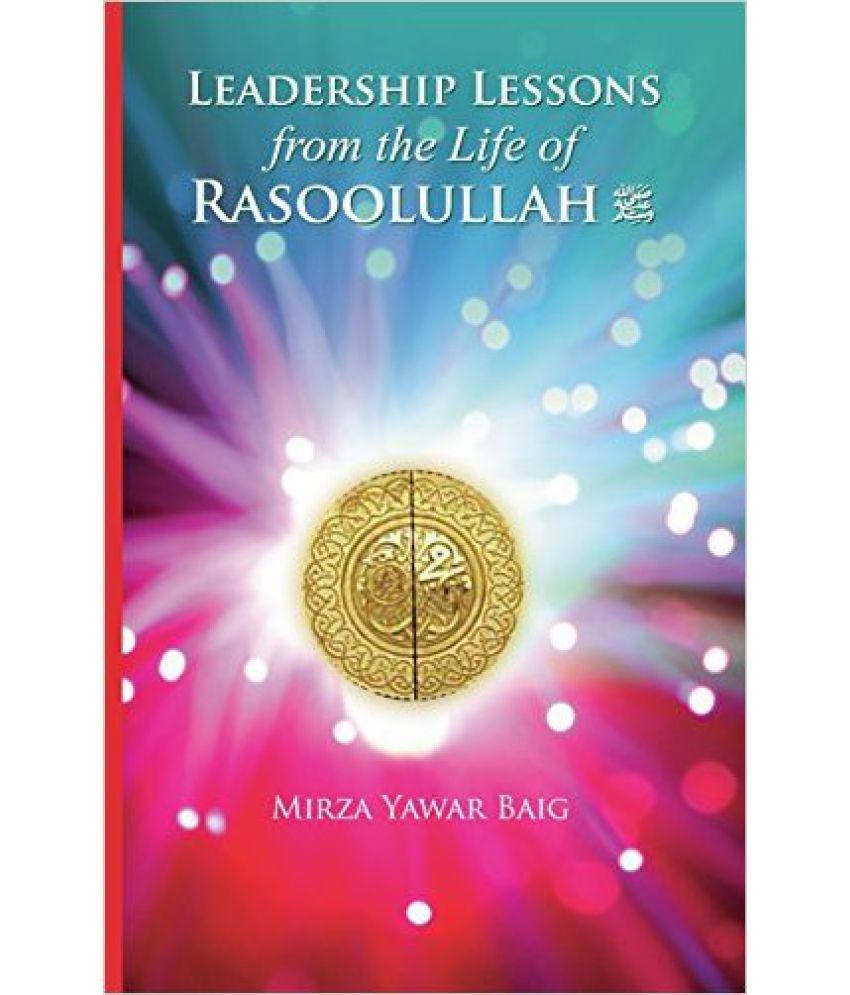 LEADERSHIP LESSONS
from the Life of
RASOOLULLAH ﷺ
MIRZA YAWAR BAIG